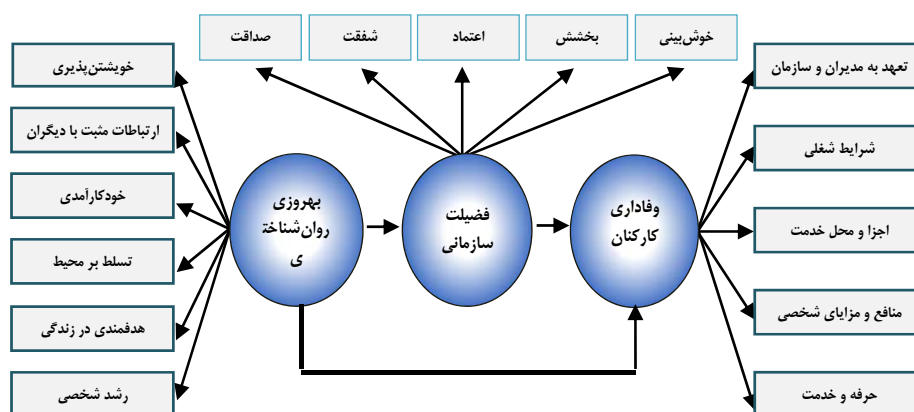 خوش‌بینی
بخشش
اعتماد
شفقت
صداقت
تعهد به مدیران و سازمان
شرایط شغلی
اجزا و محل خدمت
منافع و مزایای شخصی
حرفه و خدمت
وفاداری
کارکنان
فضیلت
سازمانی
بهروزی
روان‌شناخت
ی
خویشتن‌پذیری
ارتباطات مثبت با دیگران
خودکارآمدی
تسلط بر محیط
هدفمندی در زندگی
رشد شخصی